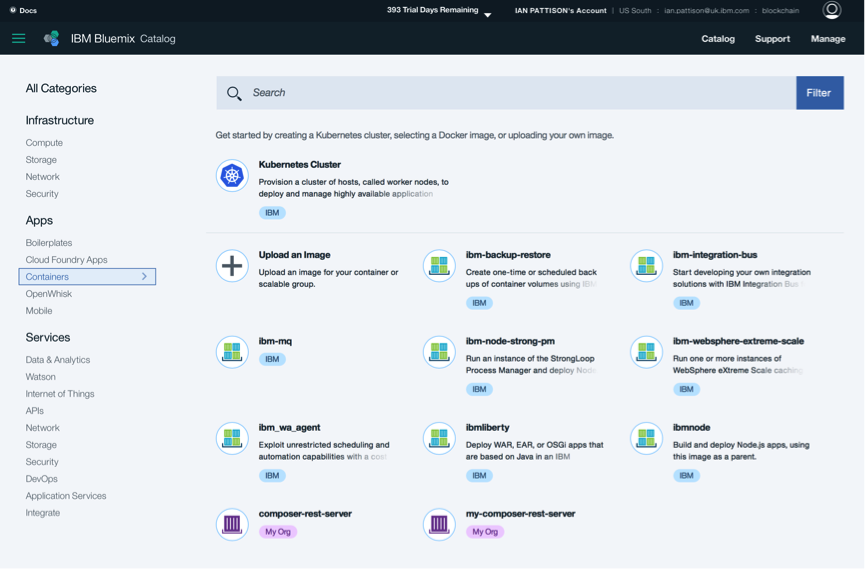 Docs
393 Trial Days Remaining
IAN PATTISON's Account | US South : ian.pattison@uk.ibm.com : blockchain
IBM Bluemix Catalog
Catalog Support Manage
All Categories
Infrastructure
Compute
Storage
Network
Security
Apps
Boilerplates
Cloud Foundry Apps
Containers
OpenWhisk
Mobile
Services
Data & Analytics
Watson
Internet of Things
APIs
Network
Storage
Security
DevOps
Application Services
Integrate
Search
Filter
Get started by creating a Kubernetes cluster, selecting a Docker image, or uploading your own image.
Kubernetes Cluster
Provision a cluster of hosts, called worker nodes, to
deploy and manage highly available application
IBM
Upload an Image
Upload an image for your container or
scalable group.
ibm-backup-restore
Create one-time or scheduled back
ups of container volumes using IBM
IBM
ibm-integration-bus
Start developing your own integration
solutions with IBM Integration Bus
IBM
ibm-mq
IBM
ibm-node-strong-pm
Run an instance of the StrongLoop
Process Manager and deploy Node
IBM
ibm-websphere-extreme-scale
Run one or more instances of
WebSphere eXtreme Scale caching
IBM
ibm_wa_agent
Exploit unrestricted scheduling and
automation capabilities with a cost
IBM
ibmliberty
Deploy WAR, EAR, or OSGi apps that
are based on Java in an IBM
IBM
ibmnode
Build and deploy Node.js apps, using
this image as a parent.
IBM
composer-rest-server
My Org
my-composer-rest-server
My Org